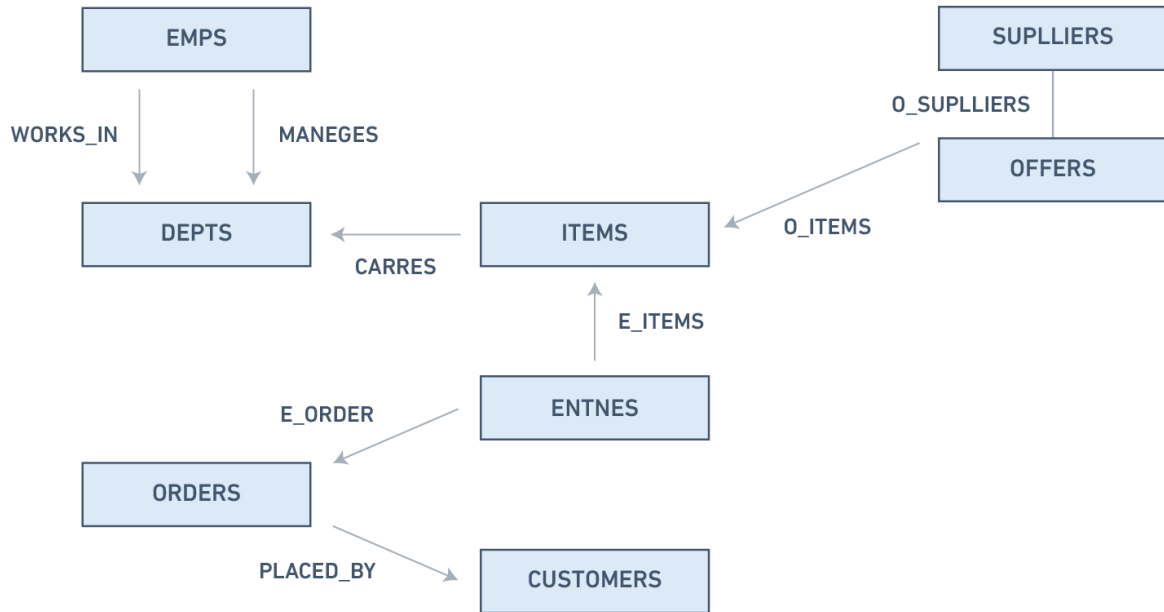 EMPS
SUPLLIERS
O_SUPLLIERS
WORKS_IN
MANEGES
OFFERS
DEPTS
ITEMS
O_ITEMS
CARRES
E_ITEMS
E_ORDER
ENTNES
ORDERS
PLACED_BY
CUSTOMERS